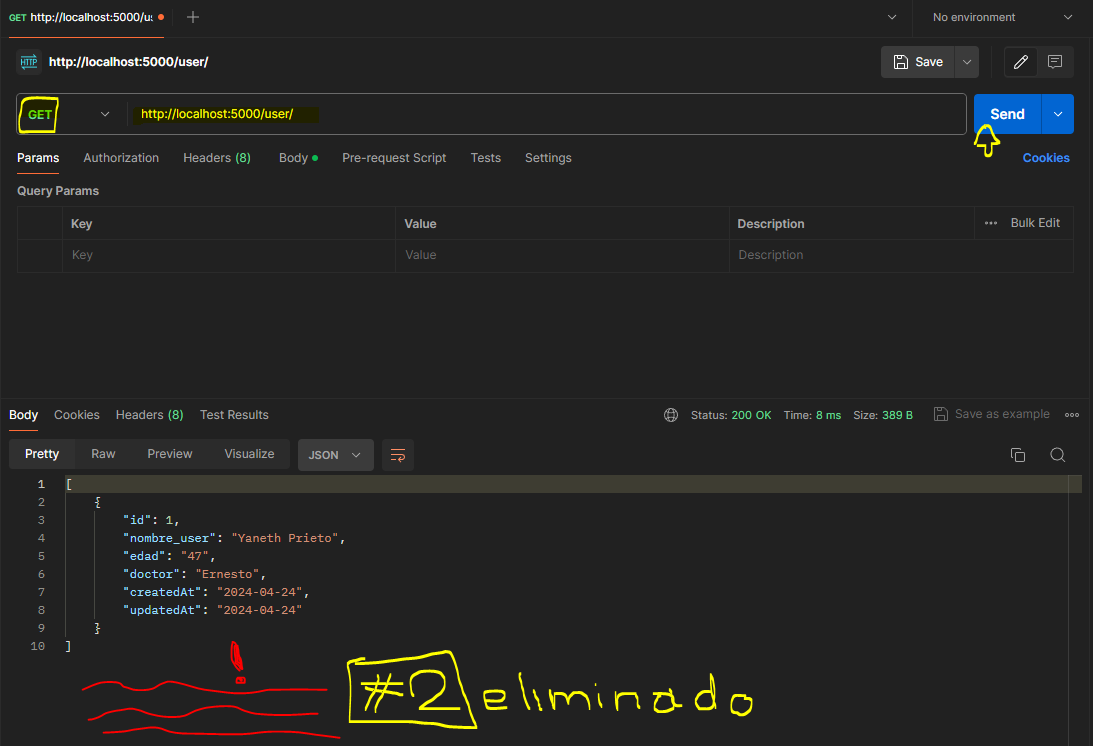 GET http://localhost:5000/us
No environment
HTTP http://localhost:5000/user/
Save
GET http://localhost:5000/user/
Send
Params Authorization Headers (8) Body Pre-request Script Tests Settings
Cookies
Query Params
Key Value Description ••• Bulk Edit
Key Value Description
Body Cookies Headers (8) Test Results
Status: 200 OK Time: 8 ms Size: 389 B Save as example
Pretty Raw Preview Visualize JSON
1 [
2 {
3 "id": 1,
4 "nombre_user": "Yaneth Prieto",
5 "edad": "47",
6 "doctor": "Ernesto",
7 "createdAt": "2024-04-24",
8 "updatedAt": "2024-04-24"
9 }
10 ]
!
#2 eliminado